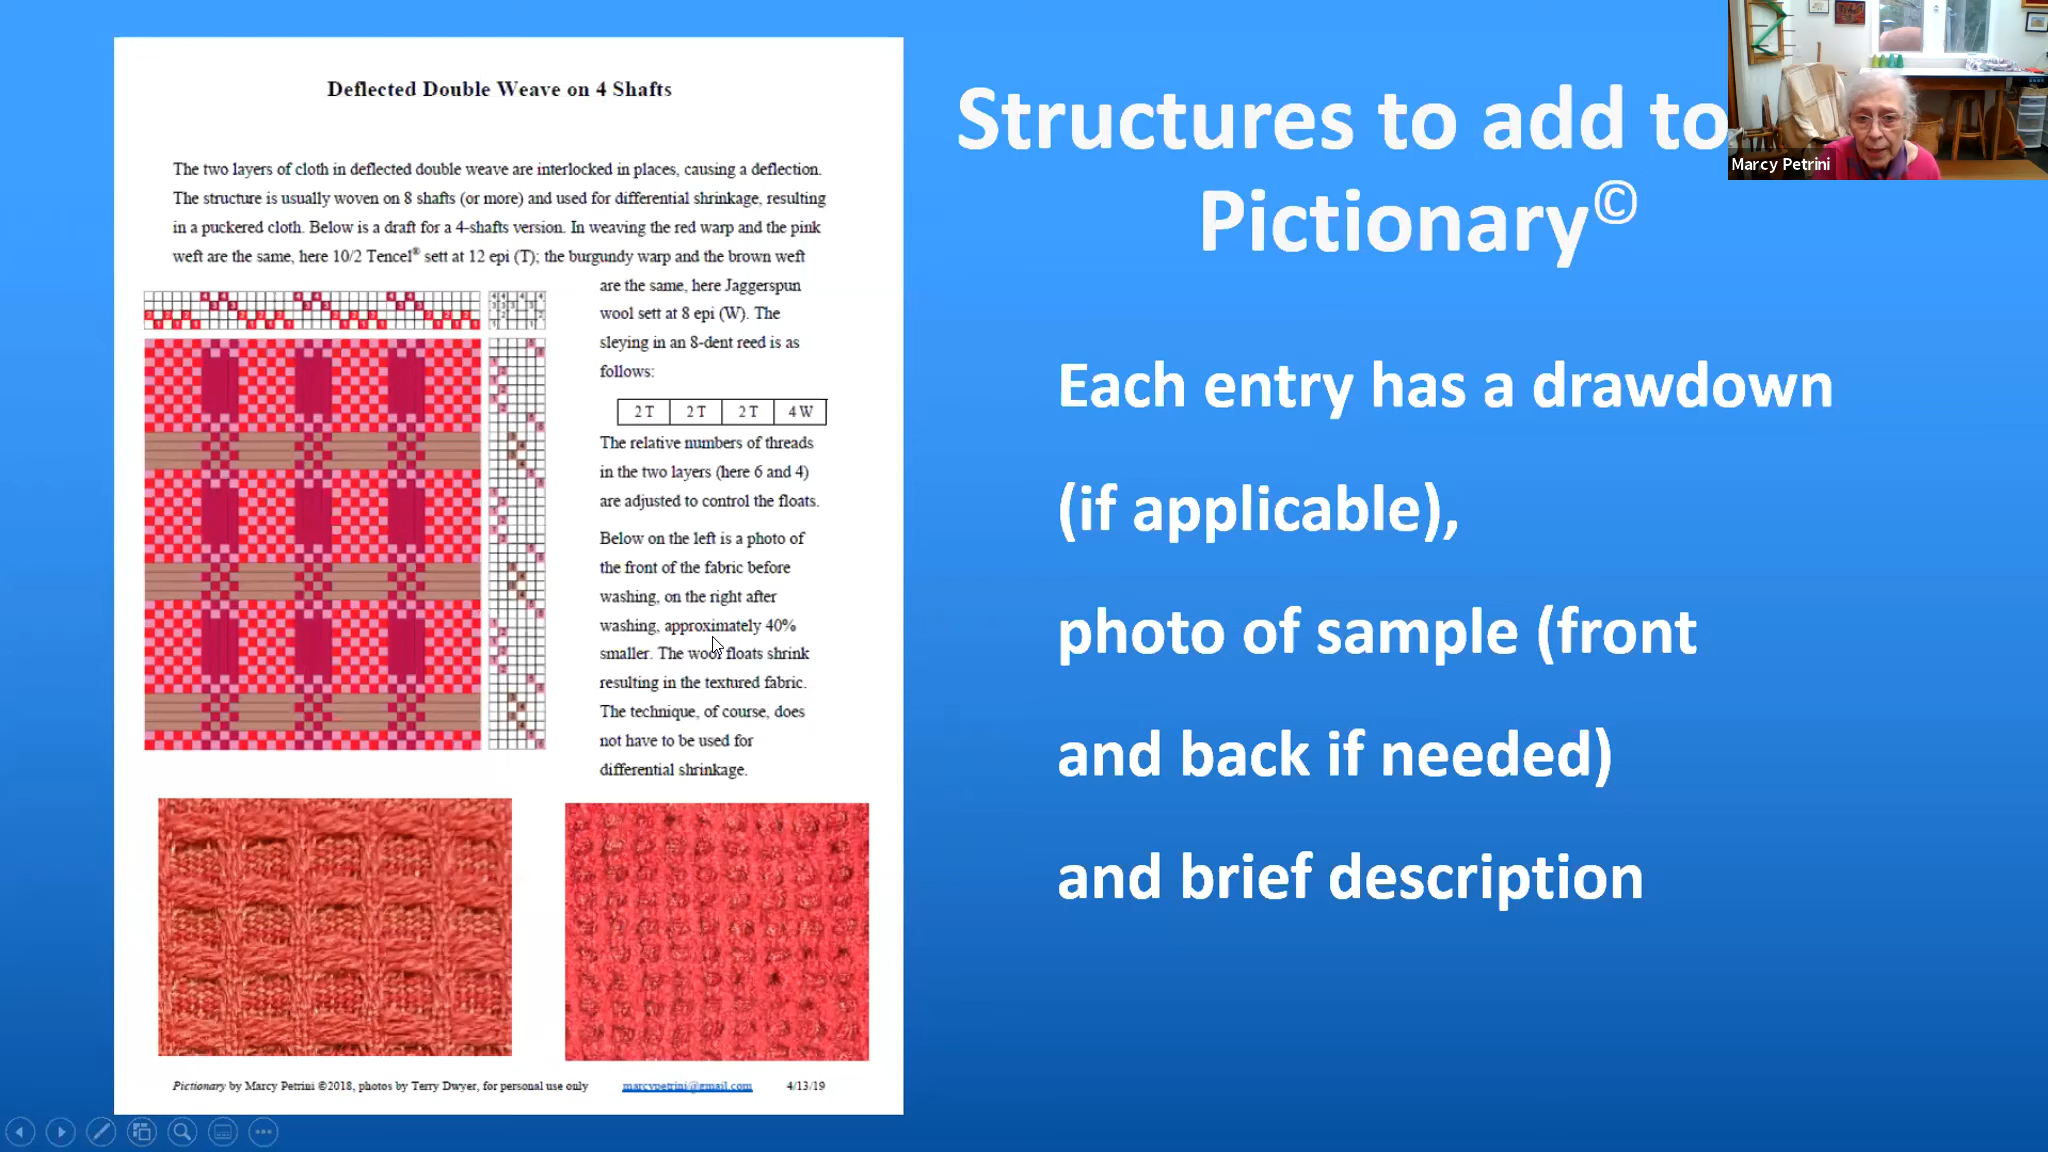 Deflected Double Weave on 4 Shafts
The two layers of cloth in deflected double weave are interlocked in places, causing a deflection.
The structure is usually woven on 8 shafts (or more) and used for differential shrinkage, resulting
in a puckered cloth. Below is a draft for a 4-shafts version. In weaving the red warp and the pink
weft are the same, here 10/2 Tencel® sett at 12 epi (T); the burgundy warp and the brown weft
are the same, here Jaggerspun
wool sett at 8 epi (W). The
sleying in an 8-dent reed is as
follows:
2 T 2 T 2 T 4 W
The relative numbers of threads
in the two layers (here 6 and 4)
are adjusted to control the floats.
Below on the left is a photo of
the front of the fabric before
washing, on the right after
washing, approximately 40%
smaller. The wool floats shrink
resulting in the textured fabric.
The technique, of course, does
not have to be used for
differential shrinkage.
Pictionary by Marcy Petrini ©2018, photos by Terry Dwyer, for personal use only marcypetrini@gmail.com 4/13/19
Structures to add to
Pictionary©
Each entry has a drawdown
(if applicable),
photo of sample (front
and back if needed)
and brief description
Marcy Petrini